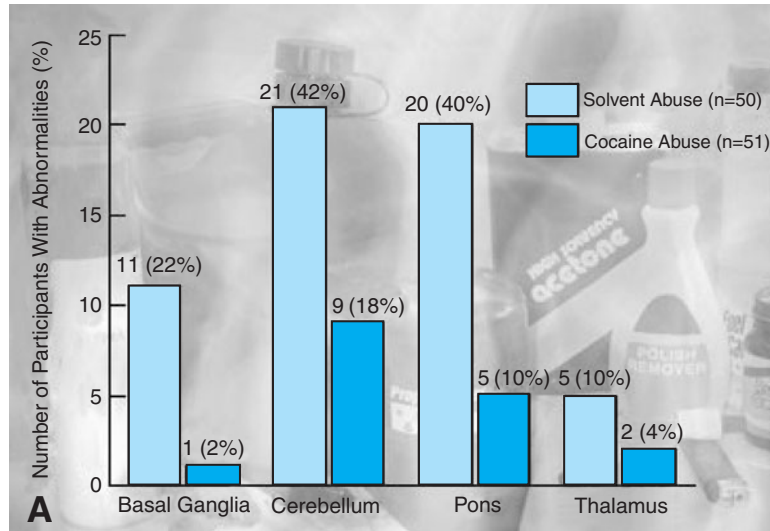 Number of Participants With Abnormalities (%)
25
20
15
10
5
0
21 (42%)
20 (40%)
11 (22%)
9 (18%)
5 (10%)
5 (10%)
2 (4%)
1 (2%)
Solvent Abuse (n=50)
Cocaine Abuse (n=51)
HIGH SOLVENCY
acetone
POLISH
REMOVER
Basal Ganglia
Cerebellum
Pons
Thalamus
A